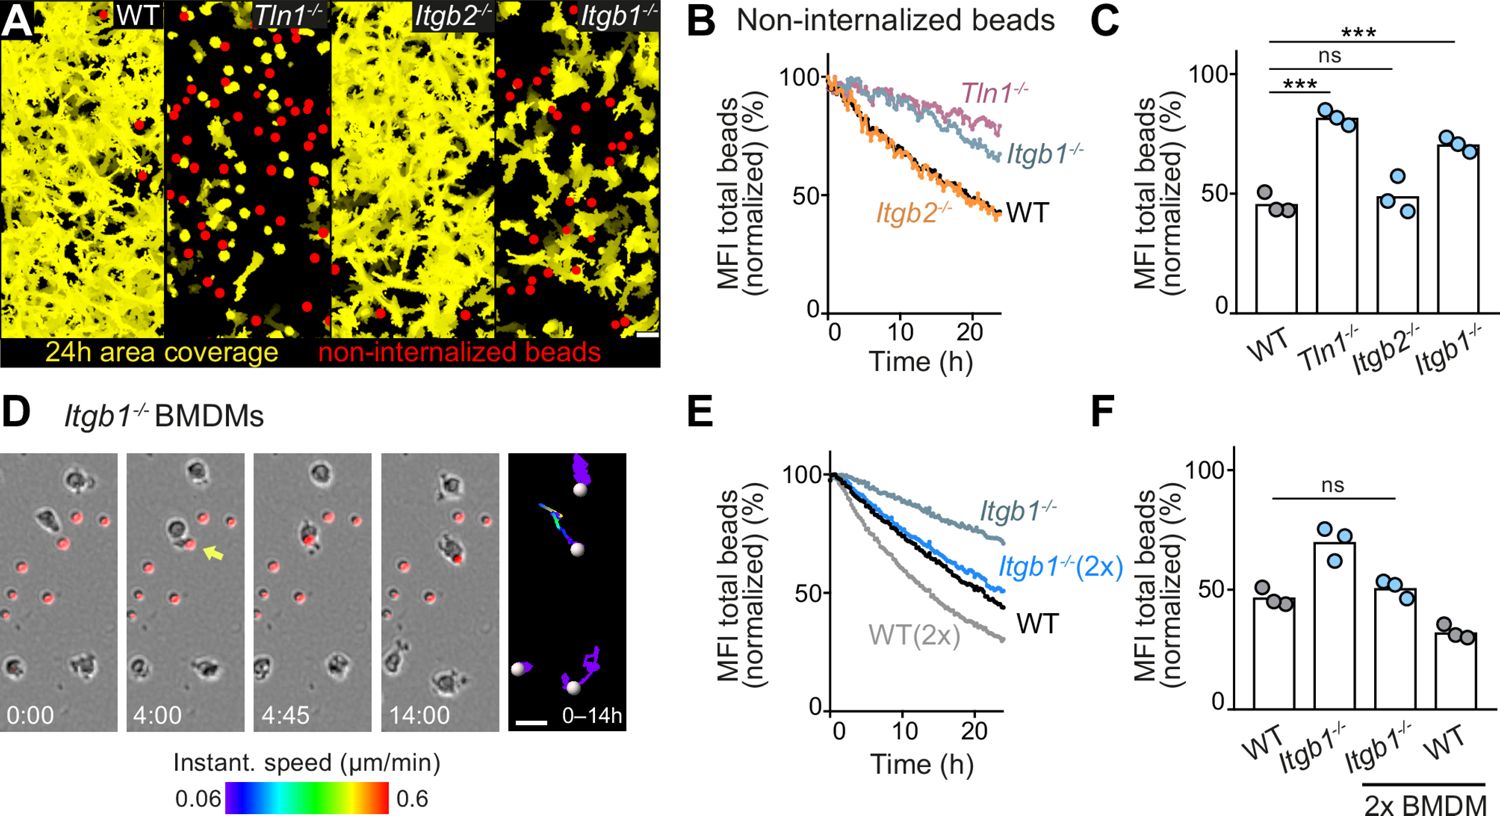 A
WT
Tln1-/-
Itgb2-/-
Itgb1-/-
24h area coverage
non-internalized beads
B
Non-internalized beads
MFI total beads
(normalized) (%)
100
50
0
Tln1-/-
Itgb1-/-
Itgb2-/-
WT
0
10
20
Time (h)
C
MFI total beads
(normalized) (%)
100
50
0
***
ns
***
WT
Tln1-/-
Itgb2-/-
Itgb1-/-
D
Itgb1-/- BMDMs
0:00
4:00
4:45
14:00
0–14h
Instant. speed (µm/min)
0.06
0.6
E
MFI total beads
(normalized) (%)
100
50
0
Itgb1-/-
Itgb1-/-(2x)
WT
WT(2x)
0
10
20
Time (h)
F
MFI total beads
(normalized) (%)
100
50
0
ns
WT
Itgb1-/-
Itgb1-/-
WT
2x BMDM